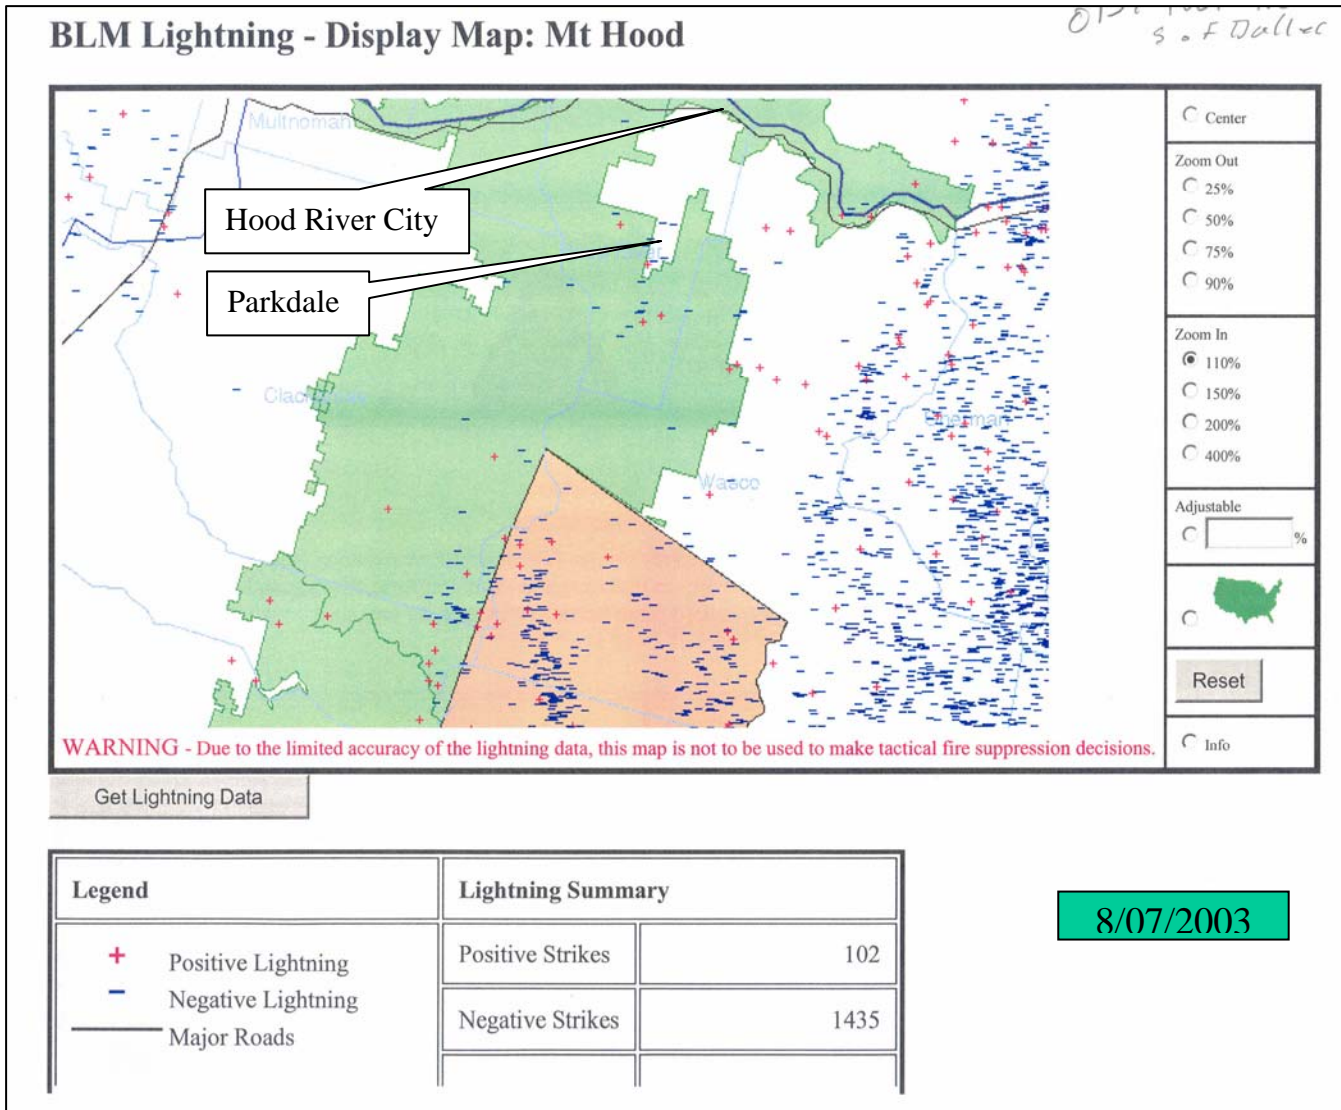 BLM Lightning - Display Map: Mt Hood
s. of Dalles
Multnomah
Hood River City
Parkdale
Wasco
Sherman
Center
Zoom Out
25%
50%
75%
90%
Zoom In
110%
150%
200%
400%
Adjustable
%
Reset
Info
WARNING - Due to the limited accuracy of the lightning data, this map is not to be used to make tactical fire suppression decisions.
Get Lightning Data
Legend
Lightning Summary
+ Positive Lightning
- Negative Lightning
Major Roads
Positive Strikes 102
Negative Strikes 1435
8/07/2003